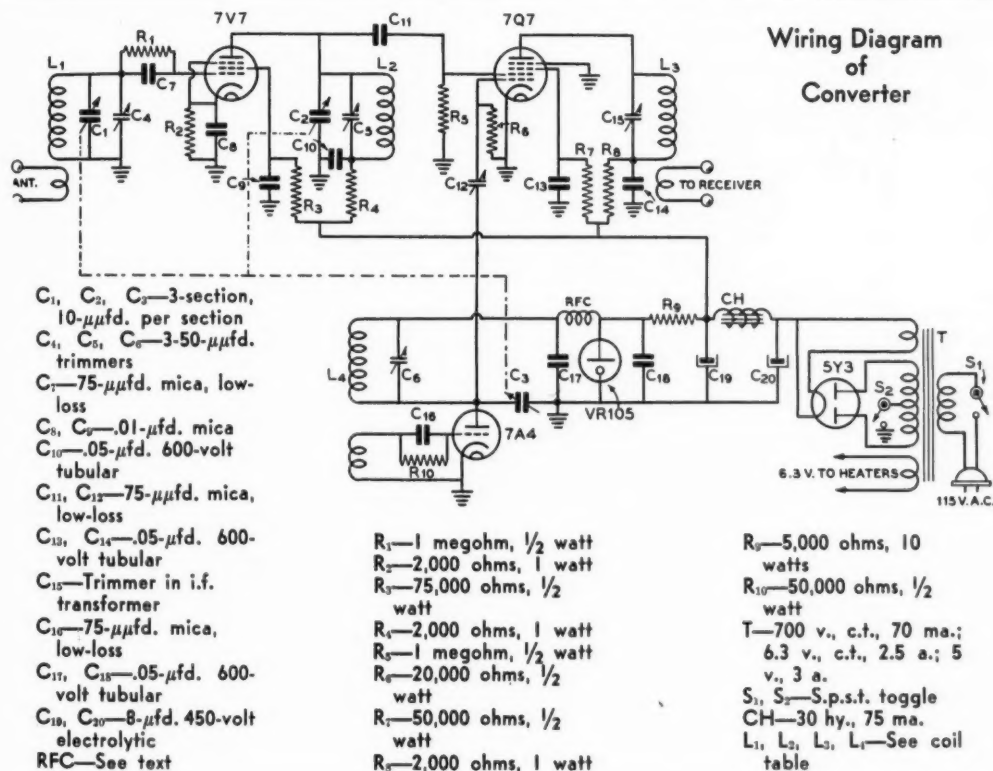 Wiring Diagram
of
Converter
7V7
C11
7Q7
R1
L1
C7
L2
L3
C1
C4
R2
C8
C2
C5
R5
R6
C15
C10
R7
R8
ANT.
C9
R3
R4
C12
C13
C14
TO RECEIVER
RFC
R9
CH
T
L4
C6
C3
C17
C18
C19
C20
5Y3
S2
S1
VR105
C16
7A4
R10
6.3 V. TO HEATERS
115 V. A.C.
C₁, C₂, C₃—3-section,
10-μμfd. per section
C₄, C₅, C₆—3-50-μμfd.
trimmers
C₇—75-μμfd. mica, low-
loss
C₈, C₉—.01-μfd. mica
C₁₀—.05-μfd. 600-volt
tubular
C₁₁, C₁₂—75-μμfd. mica,
low-loss
C₁₃, C₁₄—.05-μfd. 600-
volt tubular
C₁₅—Trimmer in i.f.
transformer
C₁₆—75-μμfd. mica,
low-loss
C₁₇, C₁₈—.05-μfd. 600-
volt tubular
C₁₉, C₂₀—8-μfd. 450-volt
electrolytic
RFC—See text
R₁—1 megohm, 1/2 watt
R₂—2,000 ohms, 1 watt
R₃—75,000 ohms, 1/2
watt
R₄—2,000 ohms, 1 watt
R₅—1 megohm, 1/2 watt
R₆—20,000 ohms, 1/2
watt
R₇—50,000 ohms, 1/2
watt
R₈—2,000 ohms, 1 watt
R₉—5,000 ohms, 10
watts
R₁₀—50,000 ohms, 1/2
watt
T—700 v., c.t., 70 ma.;
6.3 v., c.t., 2.5 a.; 5
v., 3 a.
S₁, S₂—S.p.s.t. toggle
CH—30 hy., 75 ma.
L₁, L₂, L₃, L₄—See coil
table